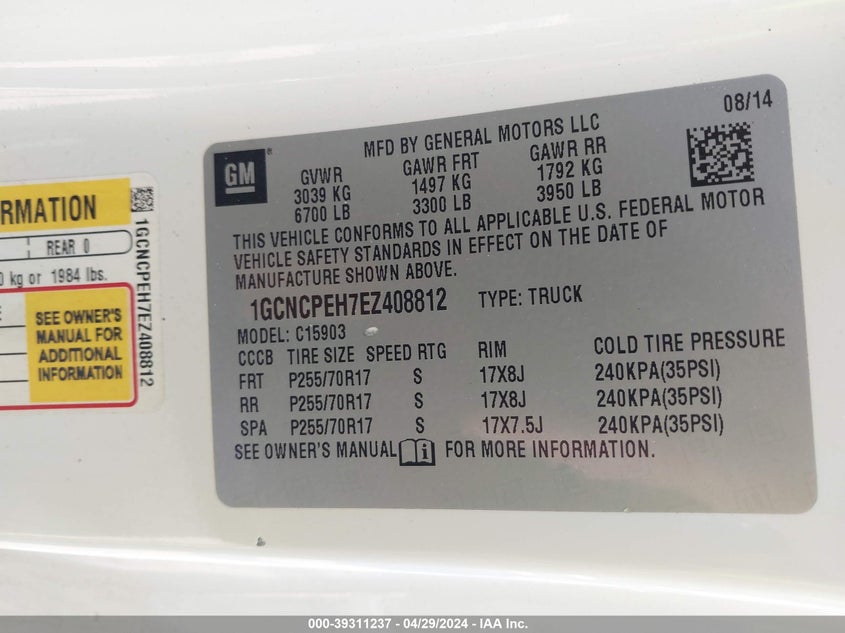 RMATION
REAR 0
0 kg or 1984 lbs.
SEE OWNER'S
MANUAL FOR
ADDITIONAL
INFORMATION
1GCNCPEH7EZ408812
08/14
GM®
MFD BY GENERAL MOTORS LLC
GVWR GAWR FRT GAWR RR
3039 KG 1497 KG 1792 KG
6700 LB 3300 LB 3950 LB
THIS VEHICLE CONFORMS TO ALL APPLICABLE U.S. FEDERAL MOTOR
VEHICLE SAFETY STANDARDS IN EFFECT ON THE DATE OF
MANUFACTURE SHOWN ABOVE.
1GCNCPEH7EZ408812 TYPE: TRUCK
MODEL: C15903
CCCB TIRE SIZE SPEED RTG RIM COLD TIRE PRESSURE
FRT P255/70R17 S 17X8J 240KPA(35PSI)
RR P255/70R17 S 17X8J 240KPA(35PSI)
SPA P255/70R17 S 17X7.5J 240KPA(35PSI)
SEE OWNER'S MANUAL i FOR MORE INFORMATION.
000-39311237 - 04/29/2024 - IAA Inc.